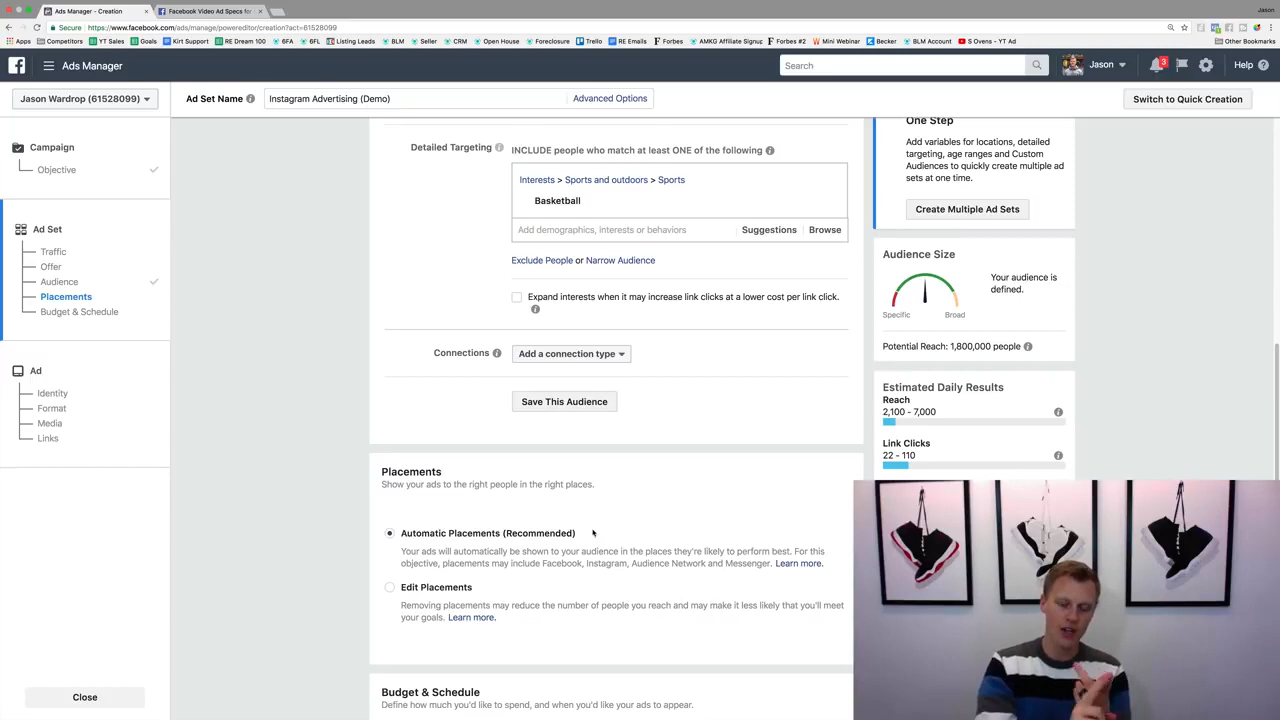 Ads Manager - Creation
Facebook Video Ad Specs for
Jason
Secure
https://www.facebook.com/ads/manage/powereditor/creation?act=61528099
Apps
Competitors
YT Sales
Goals
Kirt Support
RE Dream 100
6FA
6FL
Listing Leads
BLM
Seller
CRM
Open House
Foreclosure
Trello
RE Emails
Forbes
AMKG Affiliate Signup
Forbes #2
Mini Webinar
Becker
BLM Account
S Ovens - YT Ad
Other Bookmarks
Ads Manager
Search
Jason
3
Help
Jason Wardrop (61528099)
Ad Set Name
Instagram Advertising (Demo)
Advanced Options
Switch to Quick Creation
Campaign
Objective
Ad Set
Traffic
Offer
Audience
Placements
Budget & Schedule
Ad
Identity
Format
Media
Links
Close
Detailed Targeting
INCLUDE people who match at least ONE of the following
Interests > Sports and outdoors > Sports
Basketball
Add demographics, interests or behaviors
Suggestions
Browse
Exclude People or Narrow Audience
Expand interests when it may increase link clicks at a lower cost per link click.
Connections
Add a connection type
Save This Audience
Placements
Show your ads to the right people in the right places.
Automatic Placements (Recommended)
Your ads will automatically be shown to your audience in the places they're likely to perform best. For this
objective, placements may include Facebook, Instagram, Audience Network and Messenger. Learn more.
Edit Placements
Removing placements may reduce the number of people you reach and may make it less likely that you'll meet
your goals. Learn more.
Budget & Schedule
Define how much you'd like to spend, and when you'd like your ads to appear.
One Step
Add variables for locations, detailed
targeting, age ranges and Custom
Audiences to quickly create multiple ad
sets at one time.
Create Multiple Ad Sets
Audience Size
Your audience is
defined.
Specific
Broad
Potential Reach: 1,800,000 people
Estimated Daily Results
Reach
2,100 - 7,000
Link Clicks
22 - 110